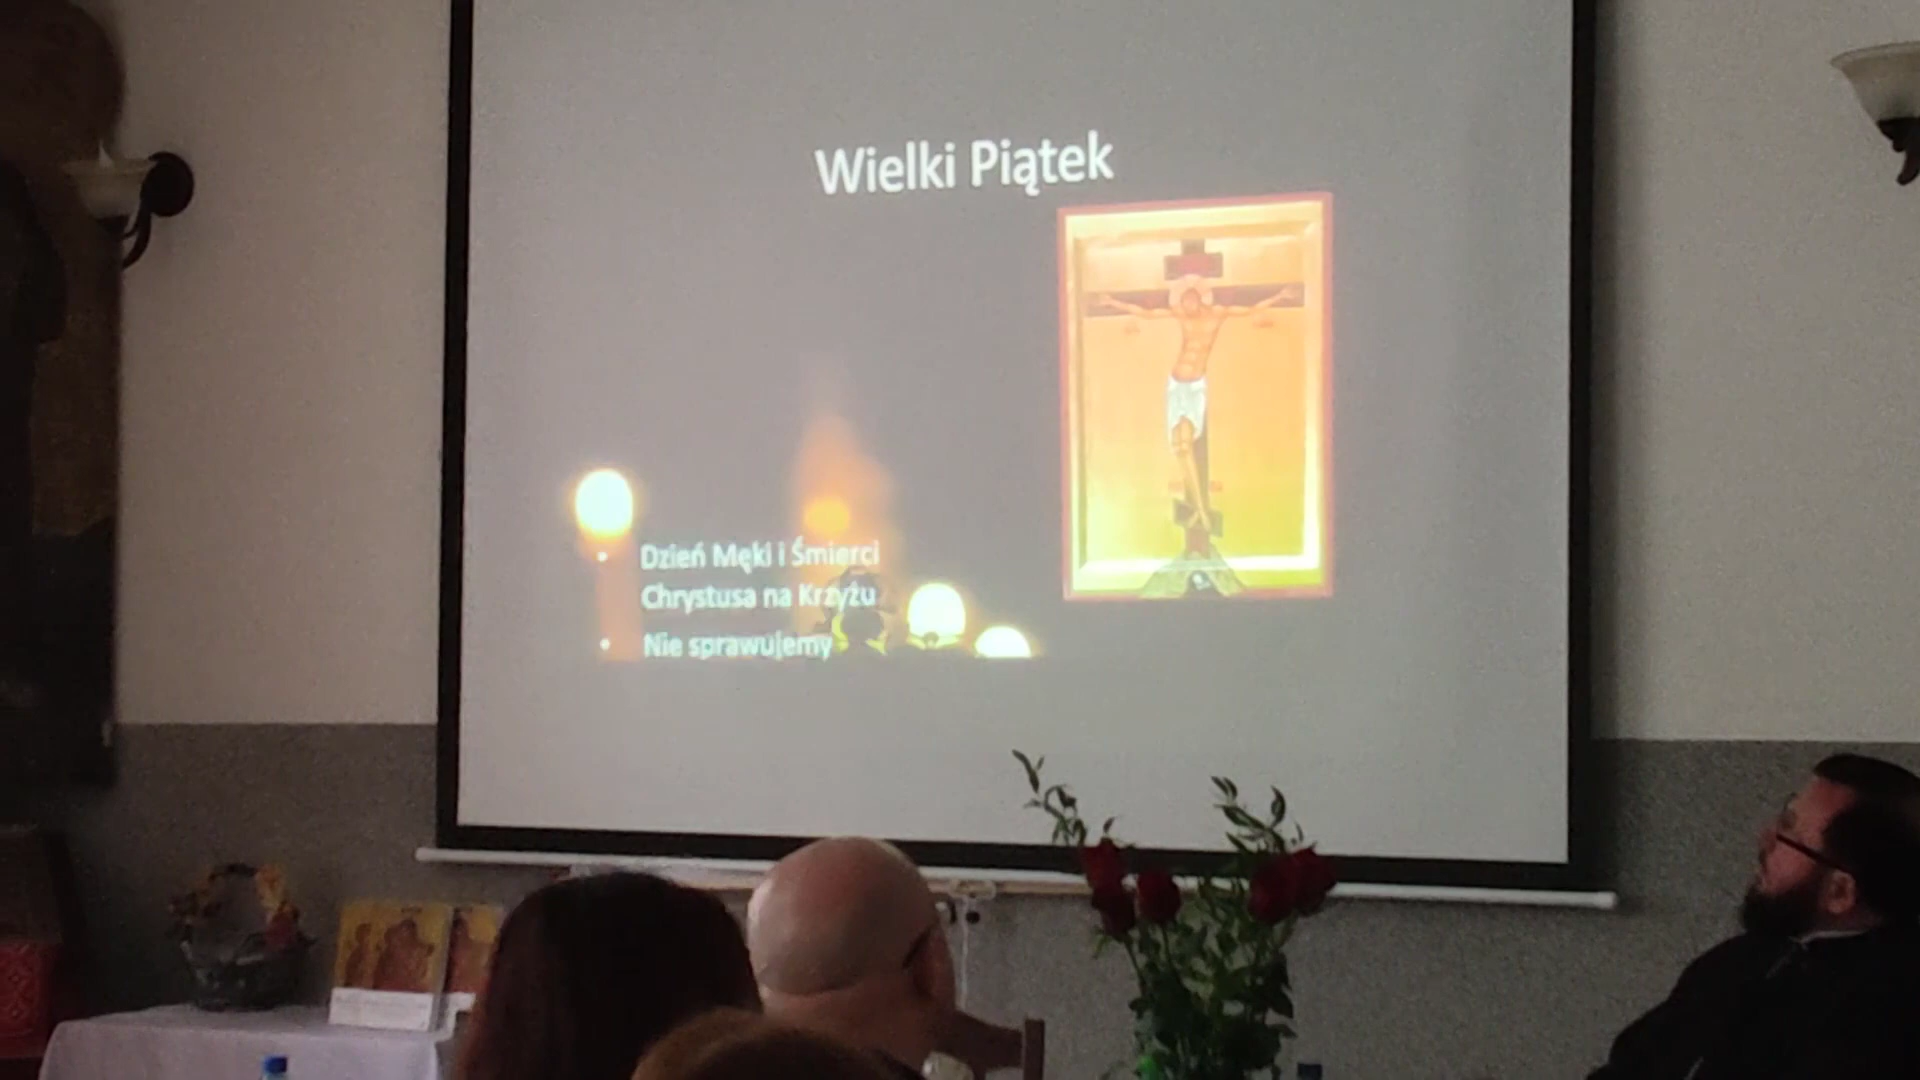 Wielki Piątek
• Dzień Męki i Śmierci
Chrystusa na Krzyżu
• Nie sprawujemy